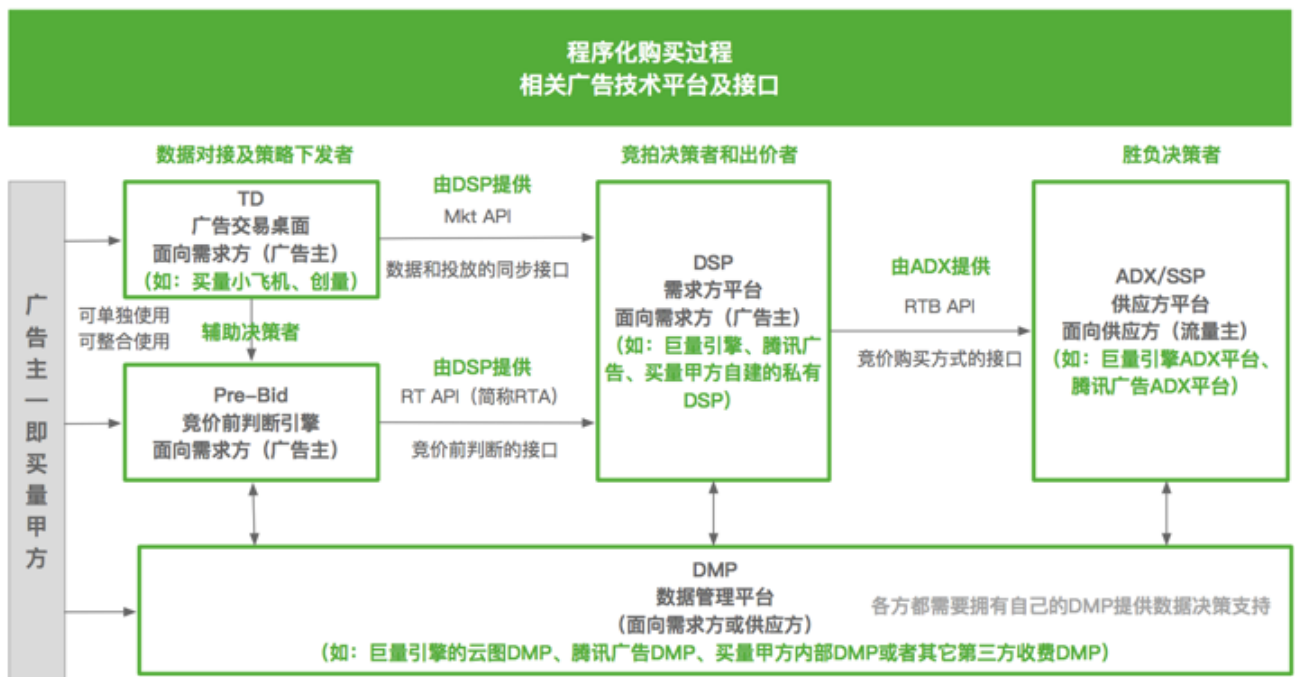 程序化购买过程
相关广告技术平台及接口
数据对接及策略下发者
竞拍决策者和出价者
胜负决策者
广告主—即买量甲方
TD
广告交易桌面
面向需求方（广告主）
（如：买量小飞机、创量）
由DSP提供
Mkt API
数据和投放的同步接口
可单独使用
可整合使用
辅助决策者
Pre-Bid
竞价前判断引擎
面向需求方（广告主）
由DSP提供
RT API（简称RTA）
竞价前判断的接口
DSP
需求方平台
面向需求方（广告主）
（如：巨量引擎、腾讯广
告、买量甲方自建的私有
DSP）
由ADX提供
RTB API
竞价购买方式的接口
ADX/SSP
供应方平台
面向供应方（流量主）
（如：巨量引擎ADX平台、
腾讯广告ADX平台）
DMP
数据管理平台
（面向需求方或供应方）
各方都需要拥有自己的DMP提供数据决策支持
（如：巨量引擎的云图DMP、腾讯广告DMP、买量甲方内部DMP或者其它第三方收费DMP）